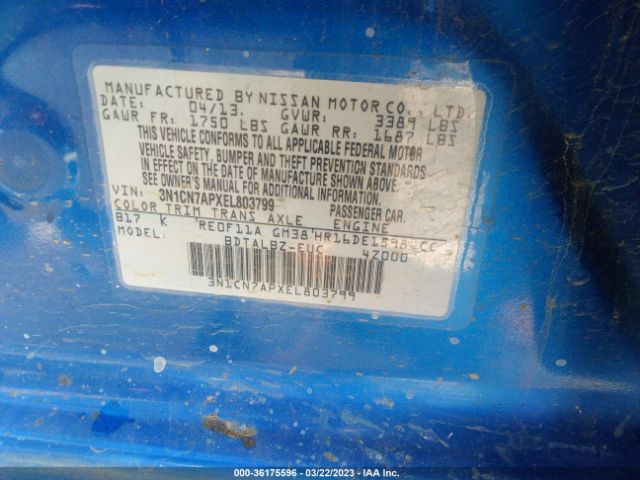 MANUFACTURED BY NISSAN MOTOR CO., LTD.
DATE: 04/13. GVWR: 3389 LBS
GAWR FR: 1750 LBS GAWR RR: 1687 LBS
THIS VEHICLE CONFORMS TO ALL APPLICABLE FEDERAL MOTOR
VEHICLE SAFETY, BUMPER AND THEFT PREVENTION STANDARDS
IN EFFECT ON THE DATE OF MANUFACTURE SHOWN ABOVE.
SEE OWNER'S MANUAL FOR ADDITIONAL INFORMATION.
VIN: 3N1CN7APXEL803799 PASSENGER CAR.
COLOR TRIM TRANS AXLE ENGINE
B17 K RE0F11A GM38 HR16DE1598 CC
MODEL: BDTALBZ-EUC 4Z000
3N1CN7APXEL803799
000-36175596 - 03/22/2023 - IAA Inc.